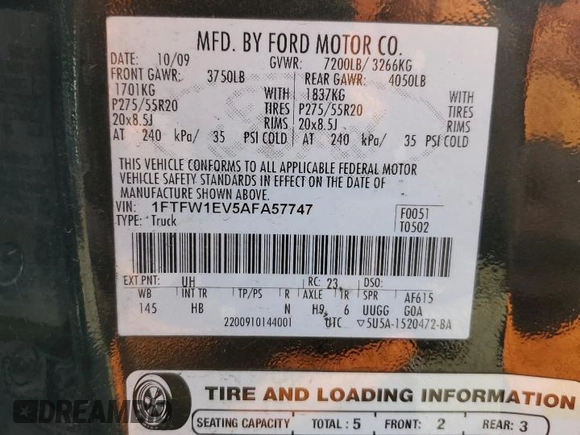 MFD. BY FORD MOTOR CO.
DATE: 10/09 GVWR: 7200LB/ 3266KG
FRONT GAWR: 3750LB REAR GAWR: 4050LB
1701KG WITH 1837KG WITH
P275/55R20 TIRES P275/55R20 TIRES
20x8.5J RIMS 20x8.5J RIMS
AT 240 kPa/ 35 PSI COLD AT 240 kPa/ 35 PSI COLD
THIS VEHICLE CONFORMS TO ALL APPLICABLE FEDERAL MOTOR
VEHICLE SAFETY STANDARDS IN EFFECT ON THE DATE OF
MANUFACTURE SHOWN ABOVE.
VIN: 1FTFW1EV5AFA57747 F0051
TYPE: Truck T0502
EXT PNT: UH RC: 23 DSO:
WB INT TR TP/PS R AXLE TR SPR AF615
145 HB N H9 6 UUGG G0A
2200910144001 UTC ▽5U5A-1520472-BA
TIRE AND LOADING INFORMATION
SEATING CAPACITY TOTAL : 5 FRONT: 2 REAR: 3